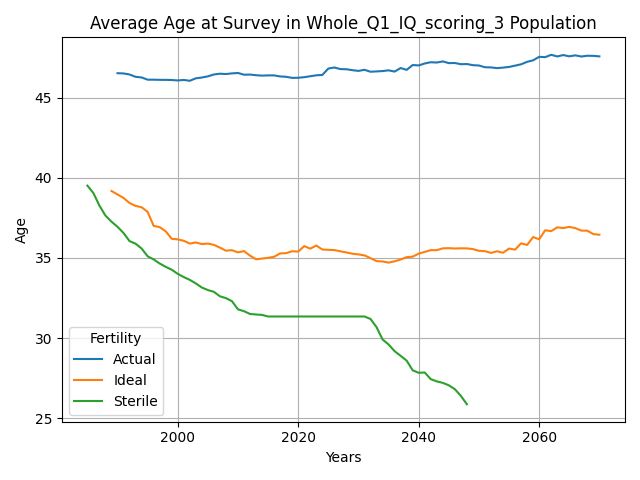 Average Age at Survey in Whole_Q1_IQ_scoring_3 Population
Age
45
40
35
30
25
Fertility
Actual
Ideal
Sterile
2000
2020
2040
2060
Years